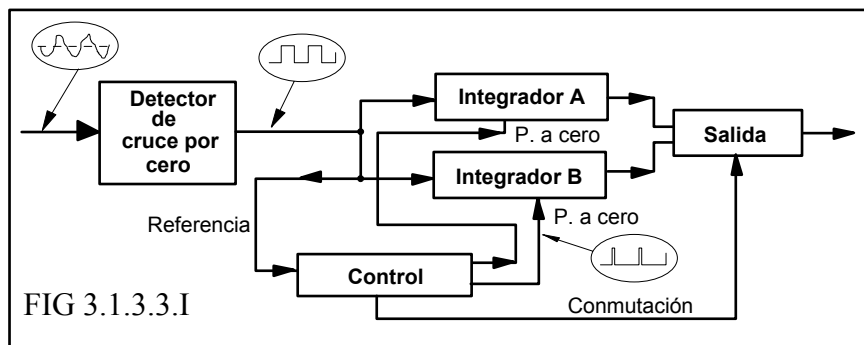 Detector
de
cruce por
cero
Integrador A
P. a cero
Salida
Integrador B
Referencia
P. a cero
Control
Conmutación
FIG 3.1.3.3.I